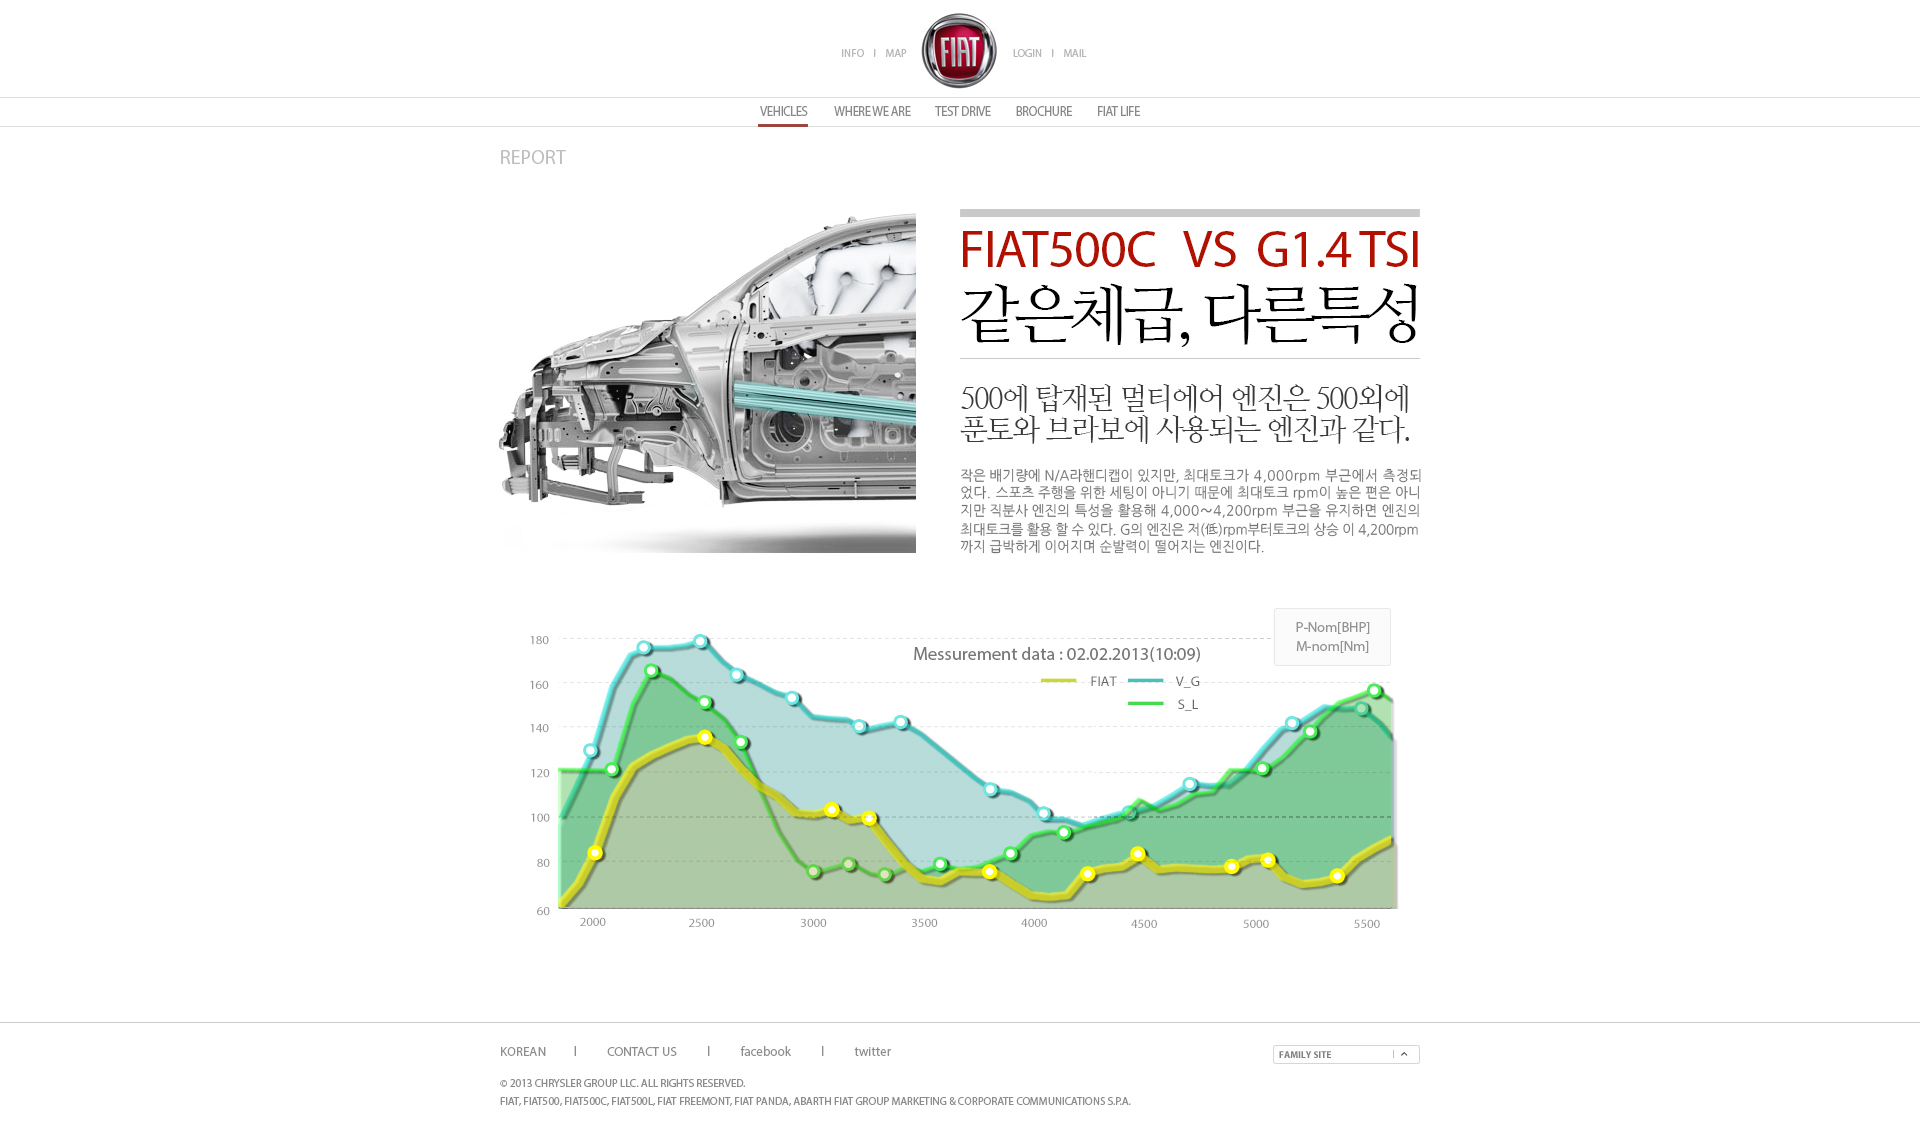 INFO I MAP FIAT LOGIN I MAIL
VEHICLES WHERE WE ARE TEST DRIVE BROCHURE FIAT LIFE
REPORT
FIAT500C VS G1.4 TSI
같은체급, 다른특성
500에 탑재된 멀티에어 엔진은 500외에
푼토와 브라보에 사용되는 엔진과 같다.
작은 배기량에 N/A라핸디캡이 있지만, 최대토크가 4,000rpm 부근에서 측정되
었다. 스포츠 주행을 위한 세팅이 아니기 때문에 최대토크 rpm이 높은 편은 아니
지만 직분사 엔진의 특성을 활용해 4,000~4,200rpm 부근을 유지하면 엔진의
최대토크를 활용 할 수 있다. G의 엔진은 저(低)rpm부터토크의 상승 이 4,200rpm
까지 급박하게 이어지며 순발력이 떨어지는 엔진이다.
P-Nom[BHP]
M-nom[Nm]
Messurement data : 02.02.2013(10:09)
FIAT V_G
S_L
180
160
140
120
100
80
60
2000 2500 3000 3500 4000 4500 5000 5500
KOREAN I CONTACT US I facebook I twitter
FAMILY SITE
© 2013 CHRYSLER GROUP LLC. ALL RIGHTS RESERVED.
FIAT, FIAT500, FIAT500C, FIAT500L, FIAT FREEMONT, FIAT PANDA, ABARTH FIAT GROUP MARKETING & CORPORATE COMMUNICATIONS S.P.A.